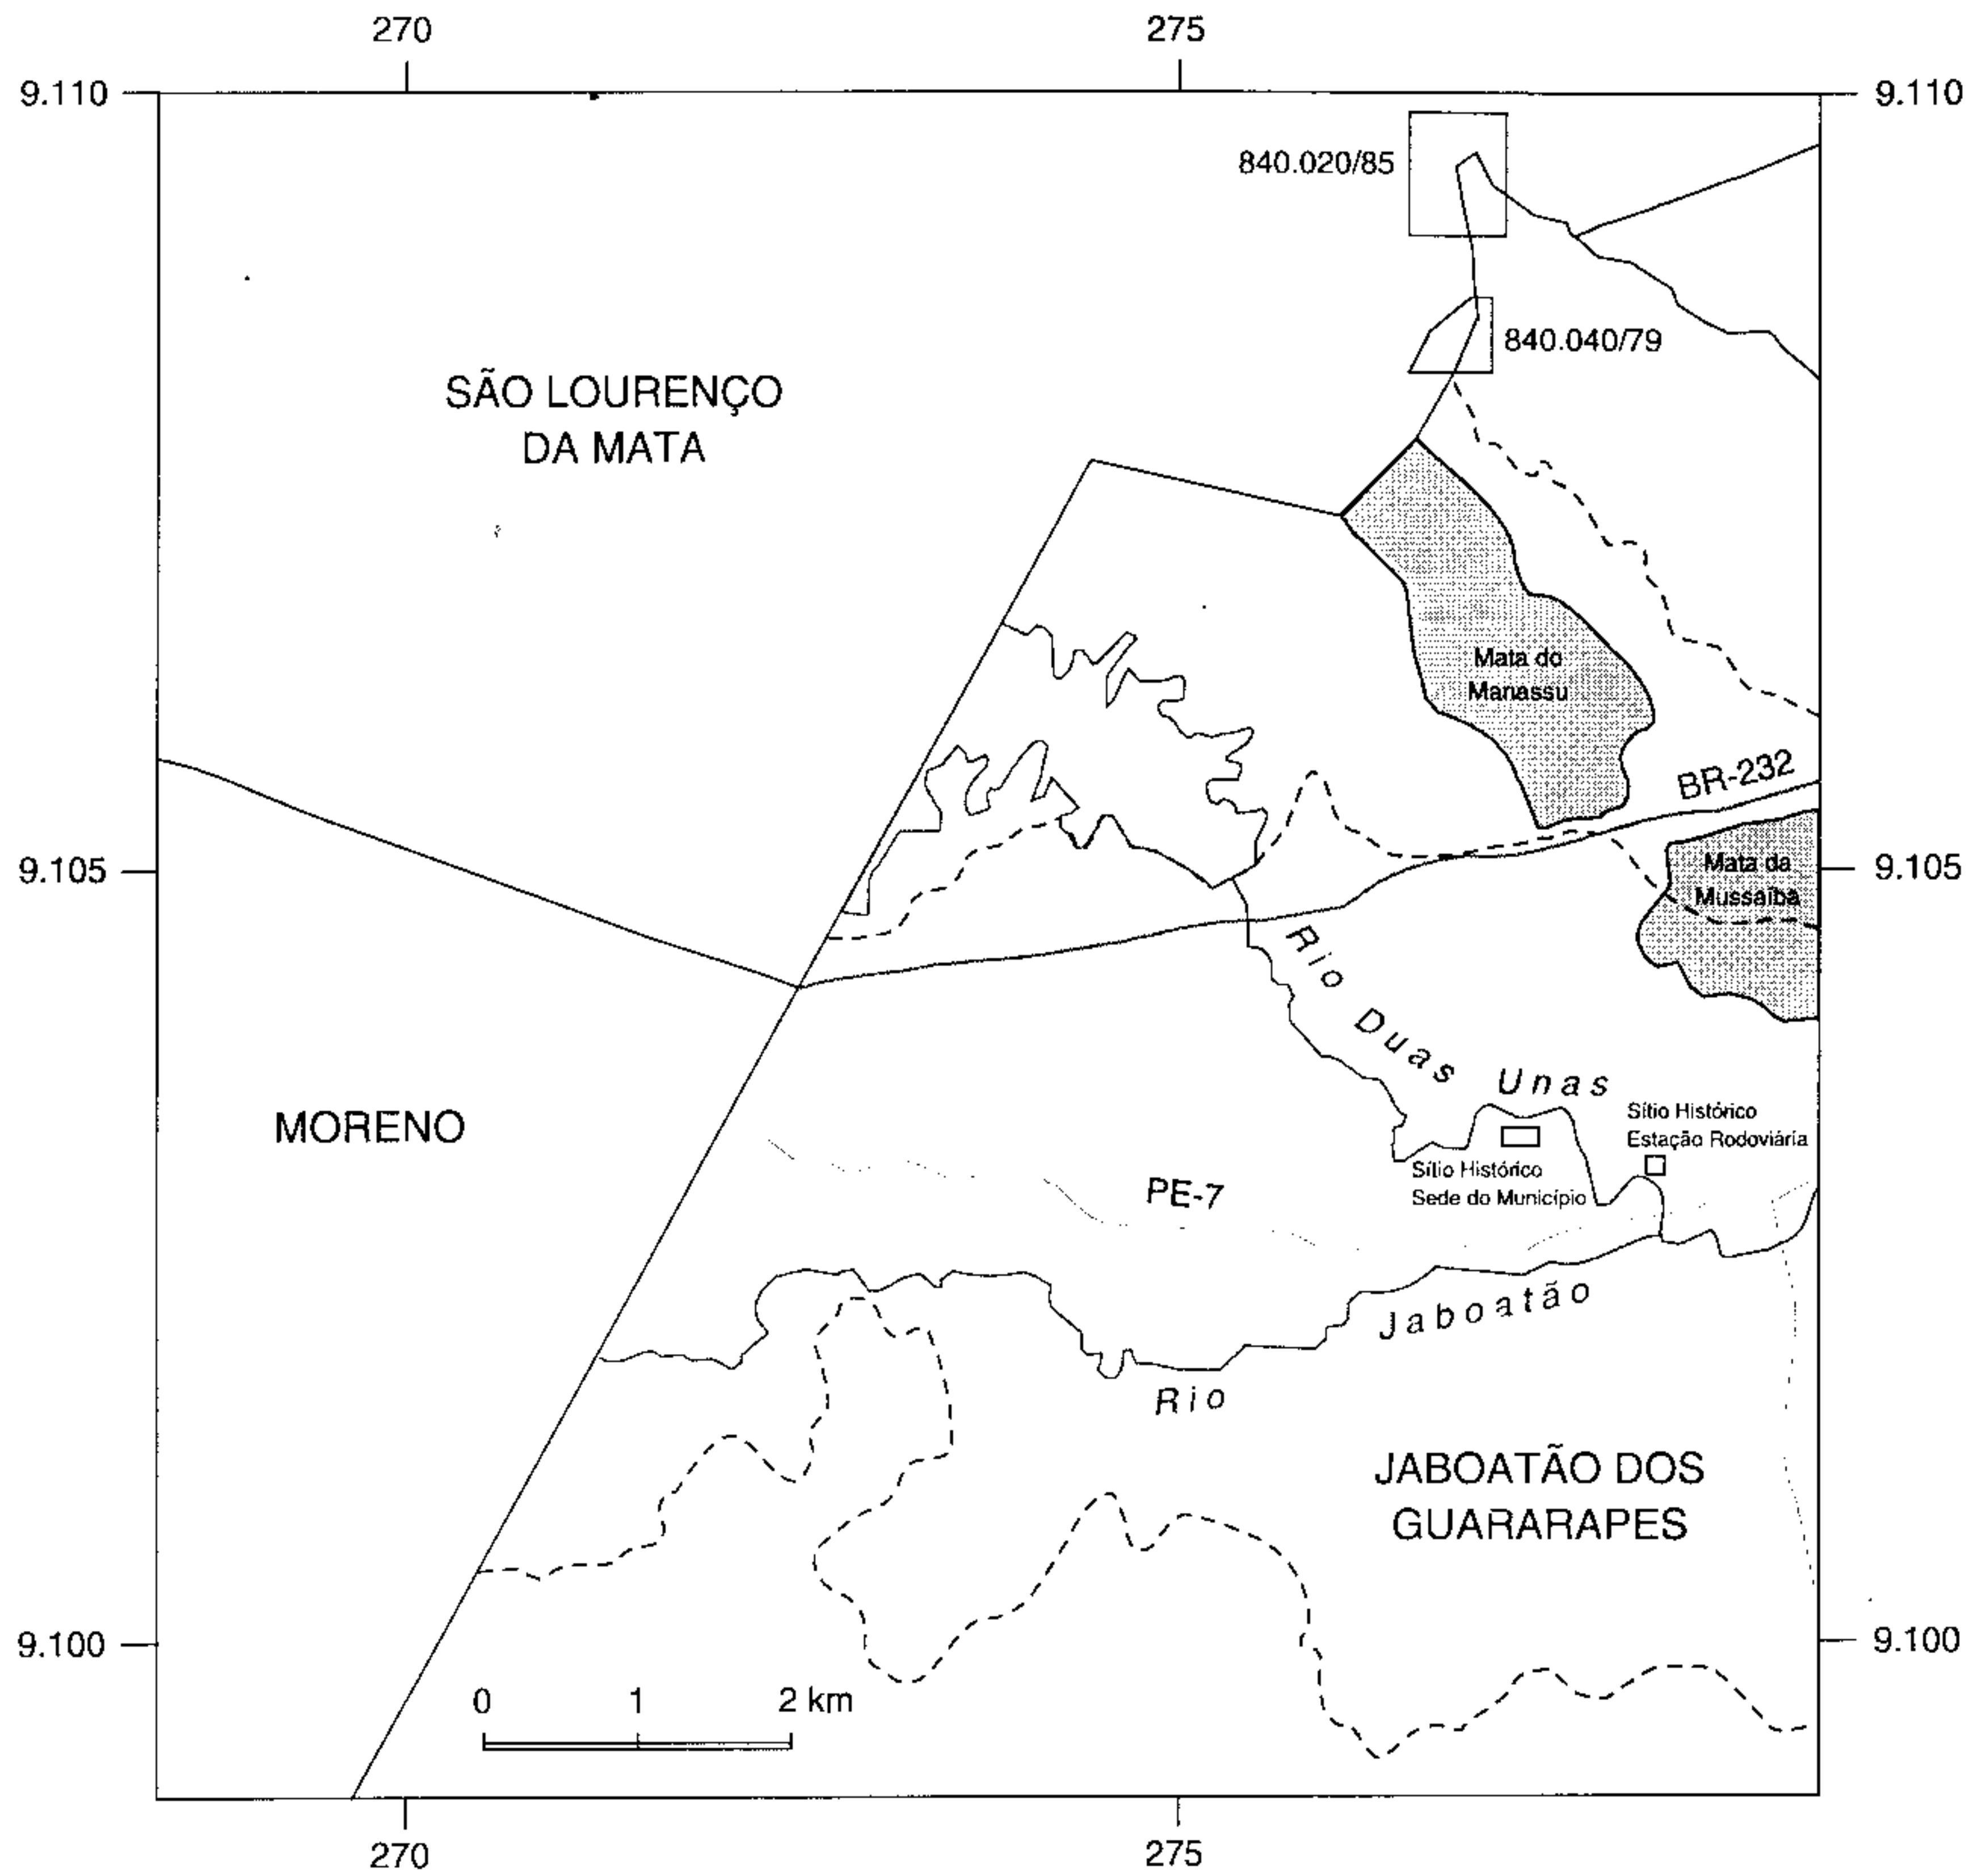 270
275
9.110
9.110
840.020/85
840.040/79
SÃO LOURENÇO
DA MATA
Mata do
Manassu
BR-232
9.105
Mata da
Mussaiba
9.105
Rio Duas Unas
MORENO
Sítio Histórico
Estação Rodoviária
Sítio Histórico
Sede do Município
PE-7
Rio Jaboatão
JABOATÃO DOS
GUARARAPES
9.100
9.100
0 1 2 km
270
275